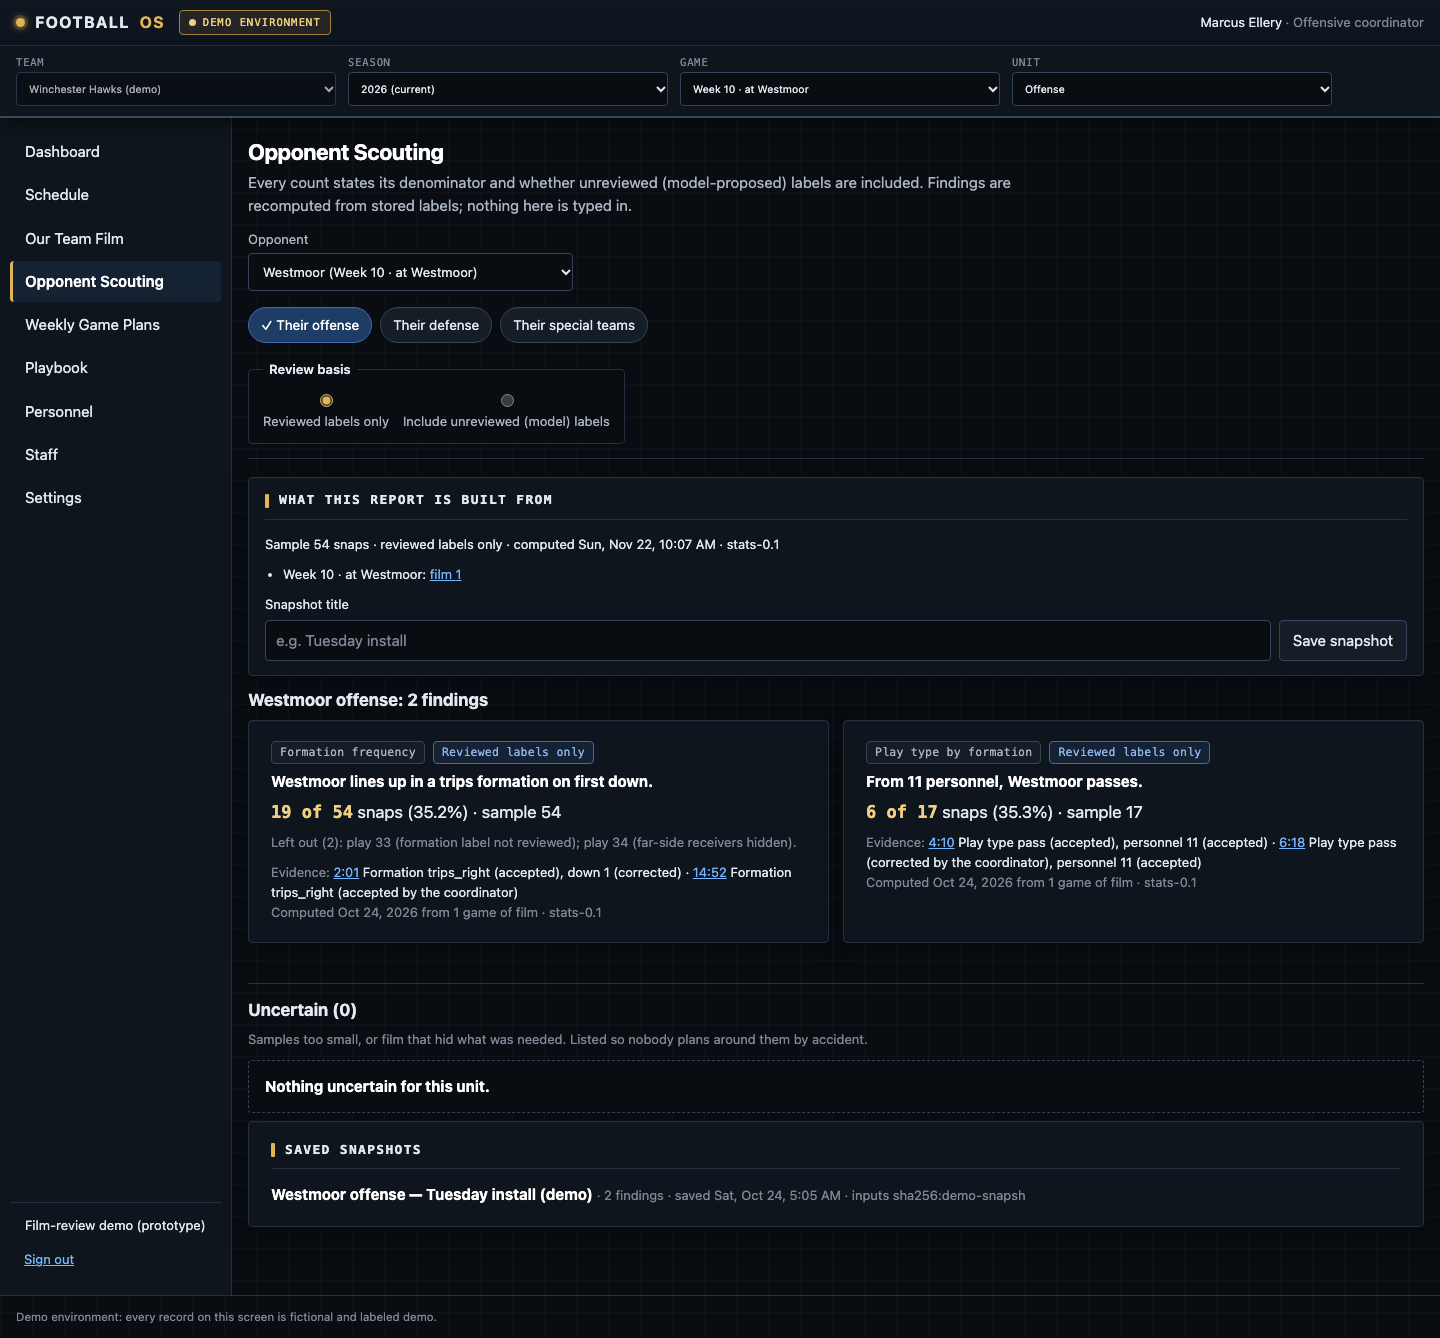 FOOTBALL OS
DEMO ENVIRONMENT
Marcus Ellery · Offensive coordinator
TEAM
Winchester Hawks (demo)
SEASON
2026 (current)
GAME
Week 10 · at Westmoor
UNIT
Offense
Dashboard
Schedule
Our Team Film
Opponent Scouting
Weekly Game Plans
Playbook
Personnel
Staff
Settings
Film-review demo (prototype)
Sign out
Opponent Scouting
Every count states its denominator and whether unreviewed (model-proposed) labels are included. Findings are
recomputed from stored labels; nothing here is typed in.
Opponent
Westmoor (Week 10 · at Westmoor)
✓ Their offense
Their defense
Their special teams
Review basis
Reviewed labels only
Include unreviewed (model) labels
WHAT THIS REPORT IS BUILT FROM
Sample 54 snaps · reviewed labels only · computed Sun, Nov 22, 10:07 AM · stats-0.1
• Week 10 · at Westmoor: film 1
Snapshot title
e.g. Tuesday install
Save snapshot
Westmoor offense: 2 findings
Formation frequency
Reviewed labels only
Westmoor lines up in a trips formation on first down.
19 of 54 snaps (35.2%) · sample 54
Left out (2): play 33 (formation label not reviewed); play 34 (far-side receivers hidden).
Evidence: 2:01 Formation trips_right (accepted), down 1 (corrected) · 14:52 Formation
trips_right (accepted by the coordinator)
Computed Oct 24, 2026 from 1 game of film · stats-0.1
Play type by formation
Reviewed labels only
From 11 personnel, Westmoor passes.
6 of 17 snaps (35.3%) · sample 17
Evidence: 4:10 Play type pass (accepted), personnel 11 (accepted) · 6:18 Play type pass
(corrected by the coordinator), personnel 11 (accepted)
Computed Oct 24, 2026 from 1 game of film · stats-0.1
Uncertain (0)
Samples too small, or film that hid what was needed. Listed so nobody plans around them by accident.
Nothing uncertain for this unit.
SAVED SNAPSHOTS
Westmoor offense — Tuesday install (demo) · 2 findings · saved Sat, Oct 24, 5:05 AM · inputs sha256:demo-snapsh
Demo environment: every record on this screen is fictional and labeled demo.